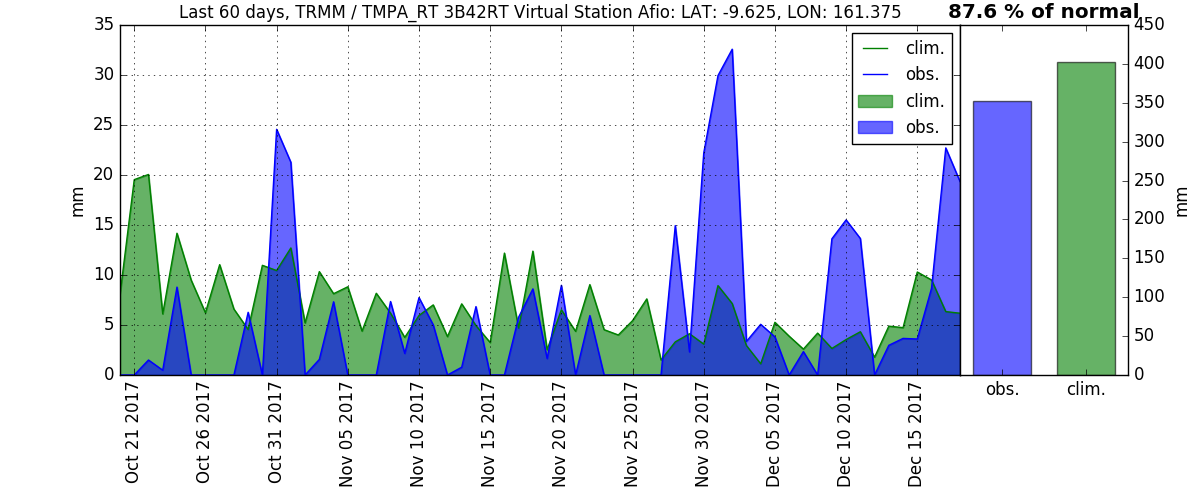 Last 60 days, TRMM / TMPA_RT 3B42RT Virtual Station Afio: LAT: -9.625, LON: 161.375
87.6 % of normal
35
30
25
20
15
10
5
0
mm
clim.
obs.
clim.
obs.
450
400
350
300
250
200
150
100
50
0
mm
obs.
clim.
Oct 21 2017
Oct 26 2017
Oct 31 2017
Nov 05 2017
Nov 10 2017
Nov 15 2017
Nov 20 2017
Nov 25 2017
Nov 30 2017
Dec 05 2017
Dec 10 2017
Dec 15 2017